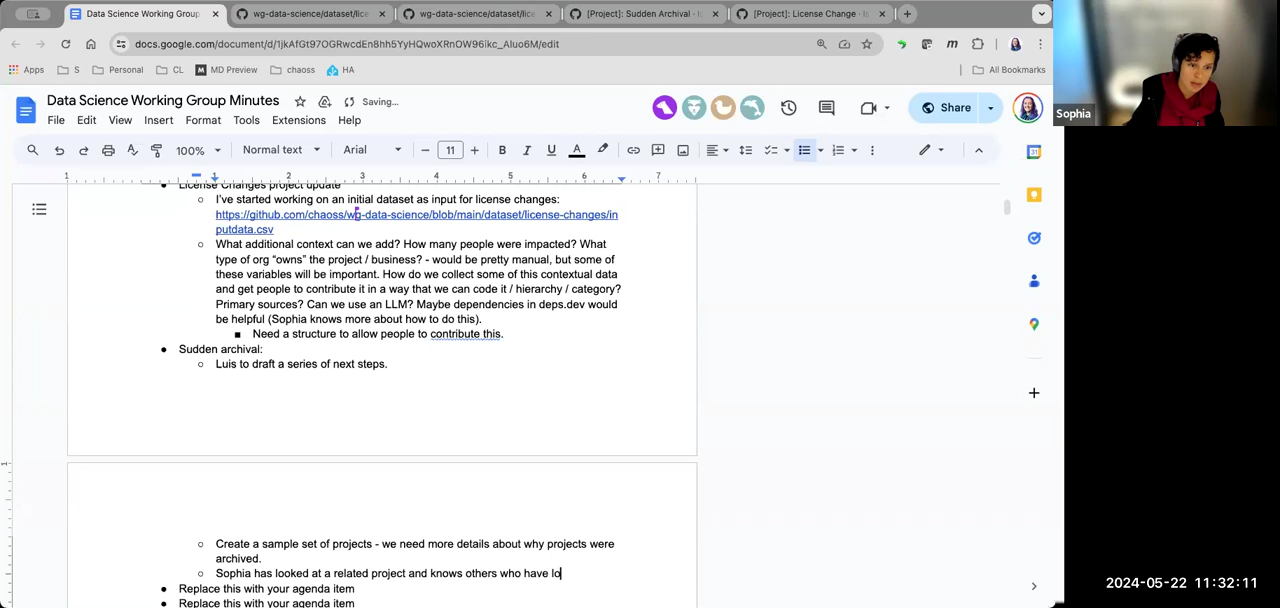 Data Science Working Group
wg-data-science/dataset/lice
wg-data-science/dataset/lice
[Project]: Sudden Archival ·
[Project]: License Change · Is
docs.google.com/document/d/1jkAfGt97OGRwcdEn8hh5YyHQwoXRnOW96ikc_Aluo6M/edit
Apps
S
Personal
CL
MD Preview
chaoss
HA
All Bookmarks
Data Science Working Group Minutes
Saving...
File Edit View Insert Format Tools Extensions Help
Share
100%
Normal text
Arial
11
1 1 2 3 4 5 6 7
License Changes project update
I've started working on an initial dataset as input for license changes:
https://github.com/chaoss/wg-data-science/blob/main/dataset/license-changes/in
putdata.csv
What additional context can we add? How many people were impacted? What
type of org “owns” the project / business? - would be pretty manual, but some of
these variables will be important. How do we collect some of this contextual data
and get people to contribute it in a way that we can code it / hierarchy / category?
Primary sources? Can we use an LLM? Maybe dependencies in deps.dev would
be helpful (Sophia knows more about how to do this).
Need a structure to allow people to contribute this.
Sudden archival:
Luis to draft a series of next steps.
Create a sample set of projects - we need more details about why projects were
archived.
Sophia has looked at a related project and knows others who have lo
Replace this with your agenda item
Replace this with your agenda item
Sophia
2024-05-22 11:32:11